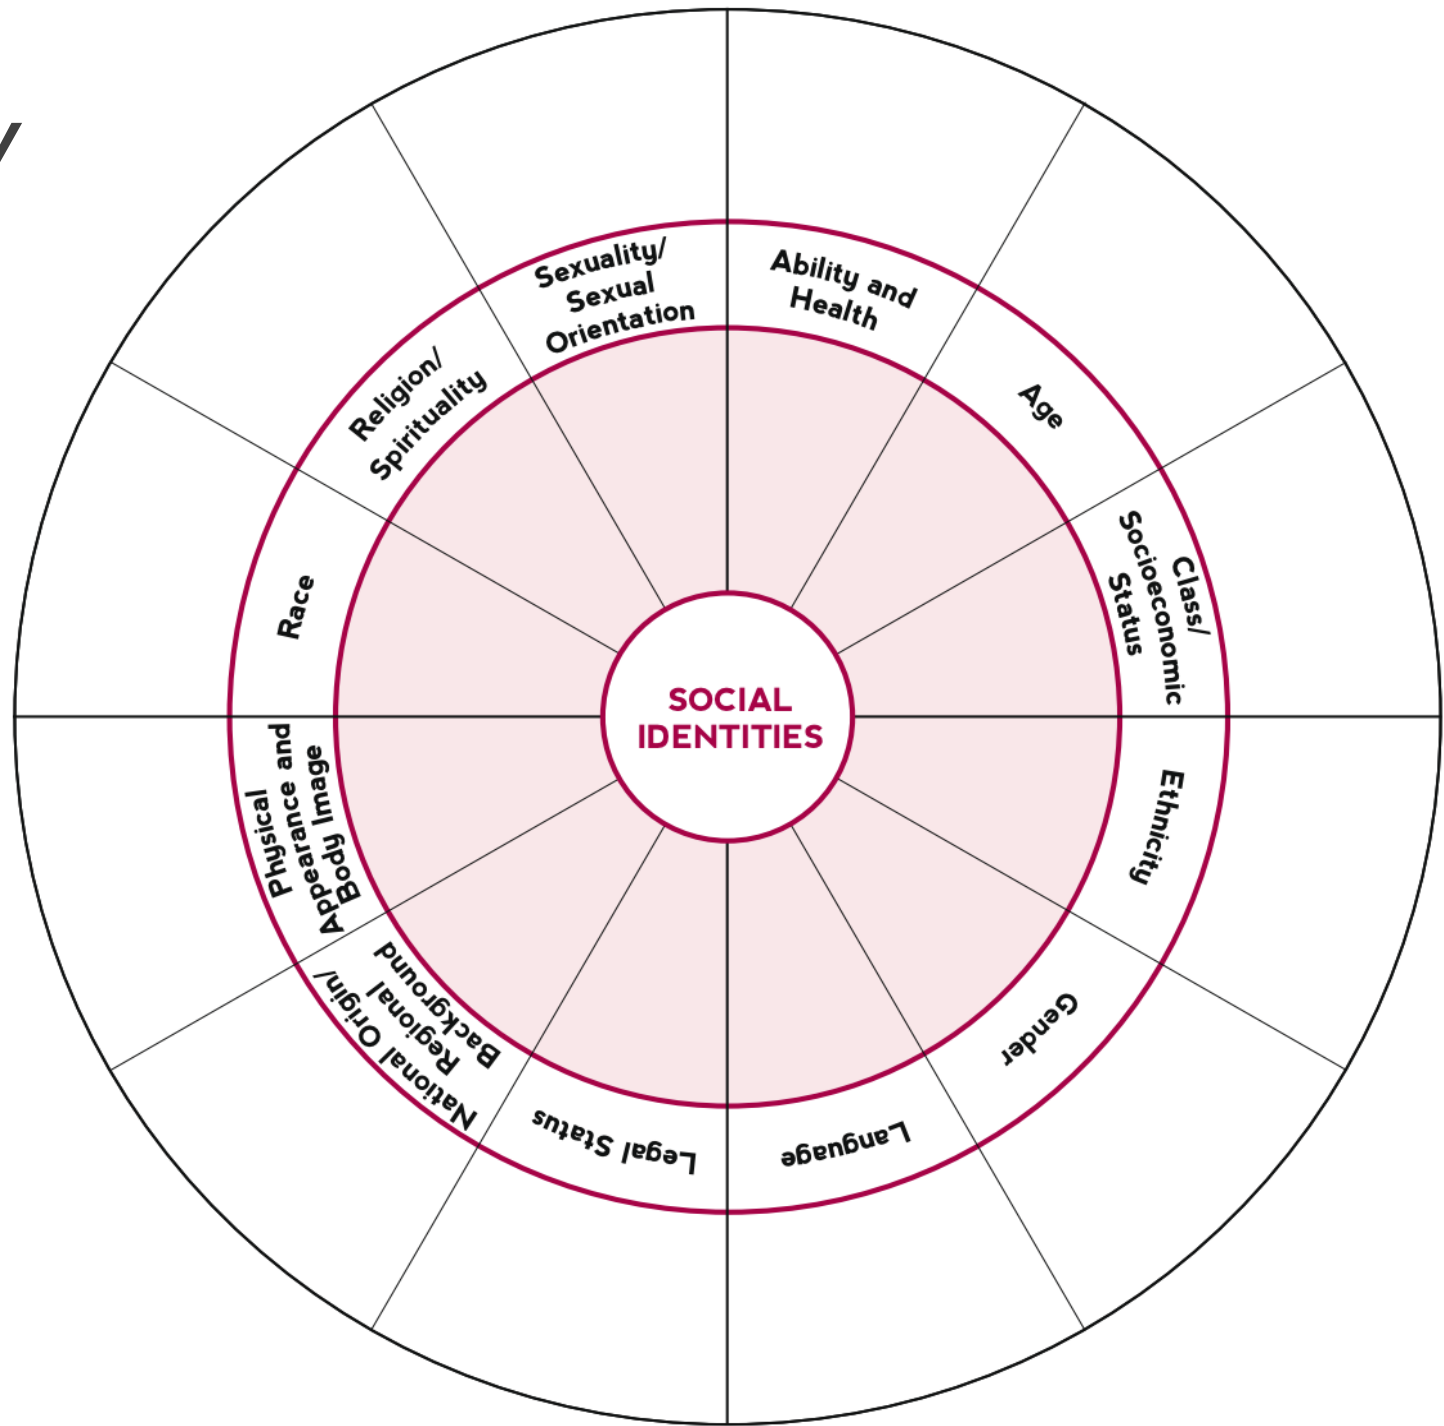 y
Ability and
Health
Age
Class/
Socioeconomic
Status
Ethnicity
Gender
Language
Legal Status
National Origin/
Regional
Background
Physical
Appearance and
Body Image
Race
Religion/
Spirituality
Sexuality/
Sexual
Orientation
SOCIAL
IDENTITIES